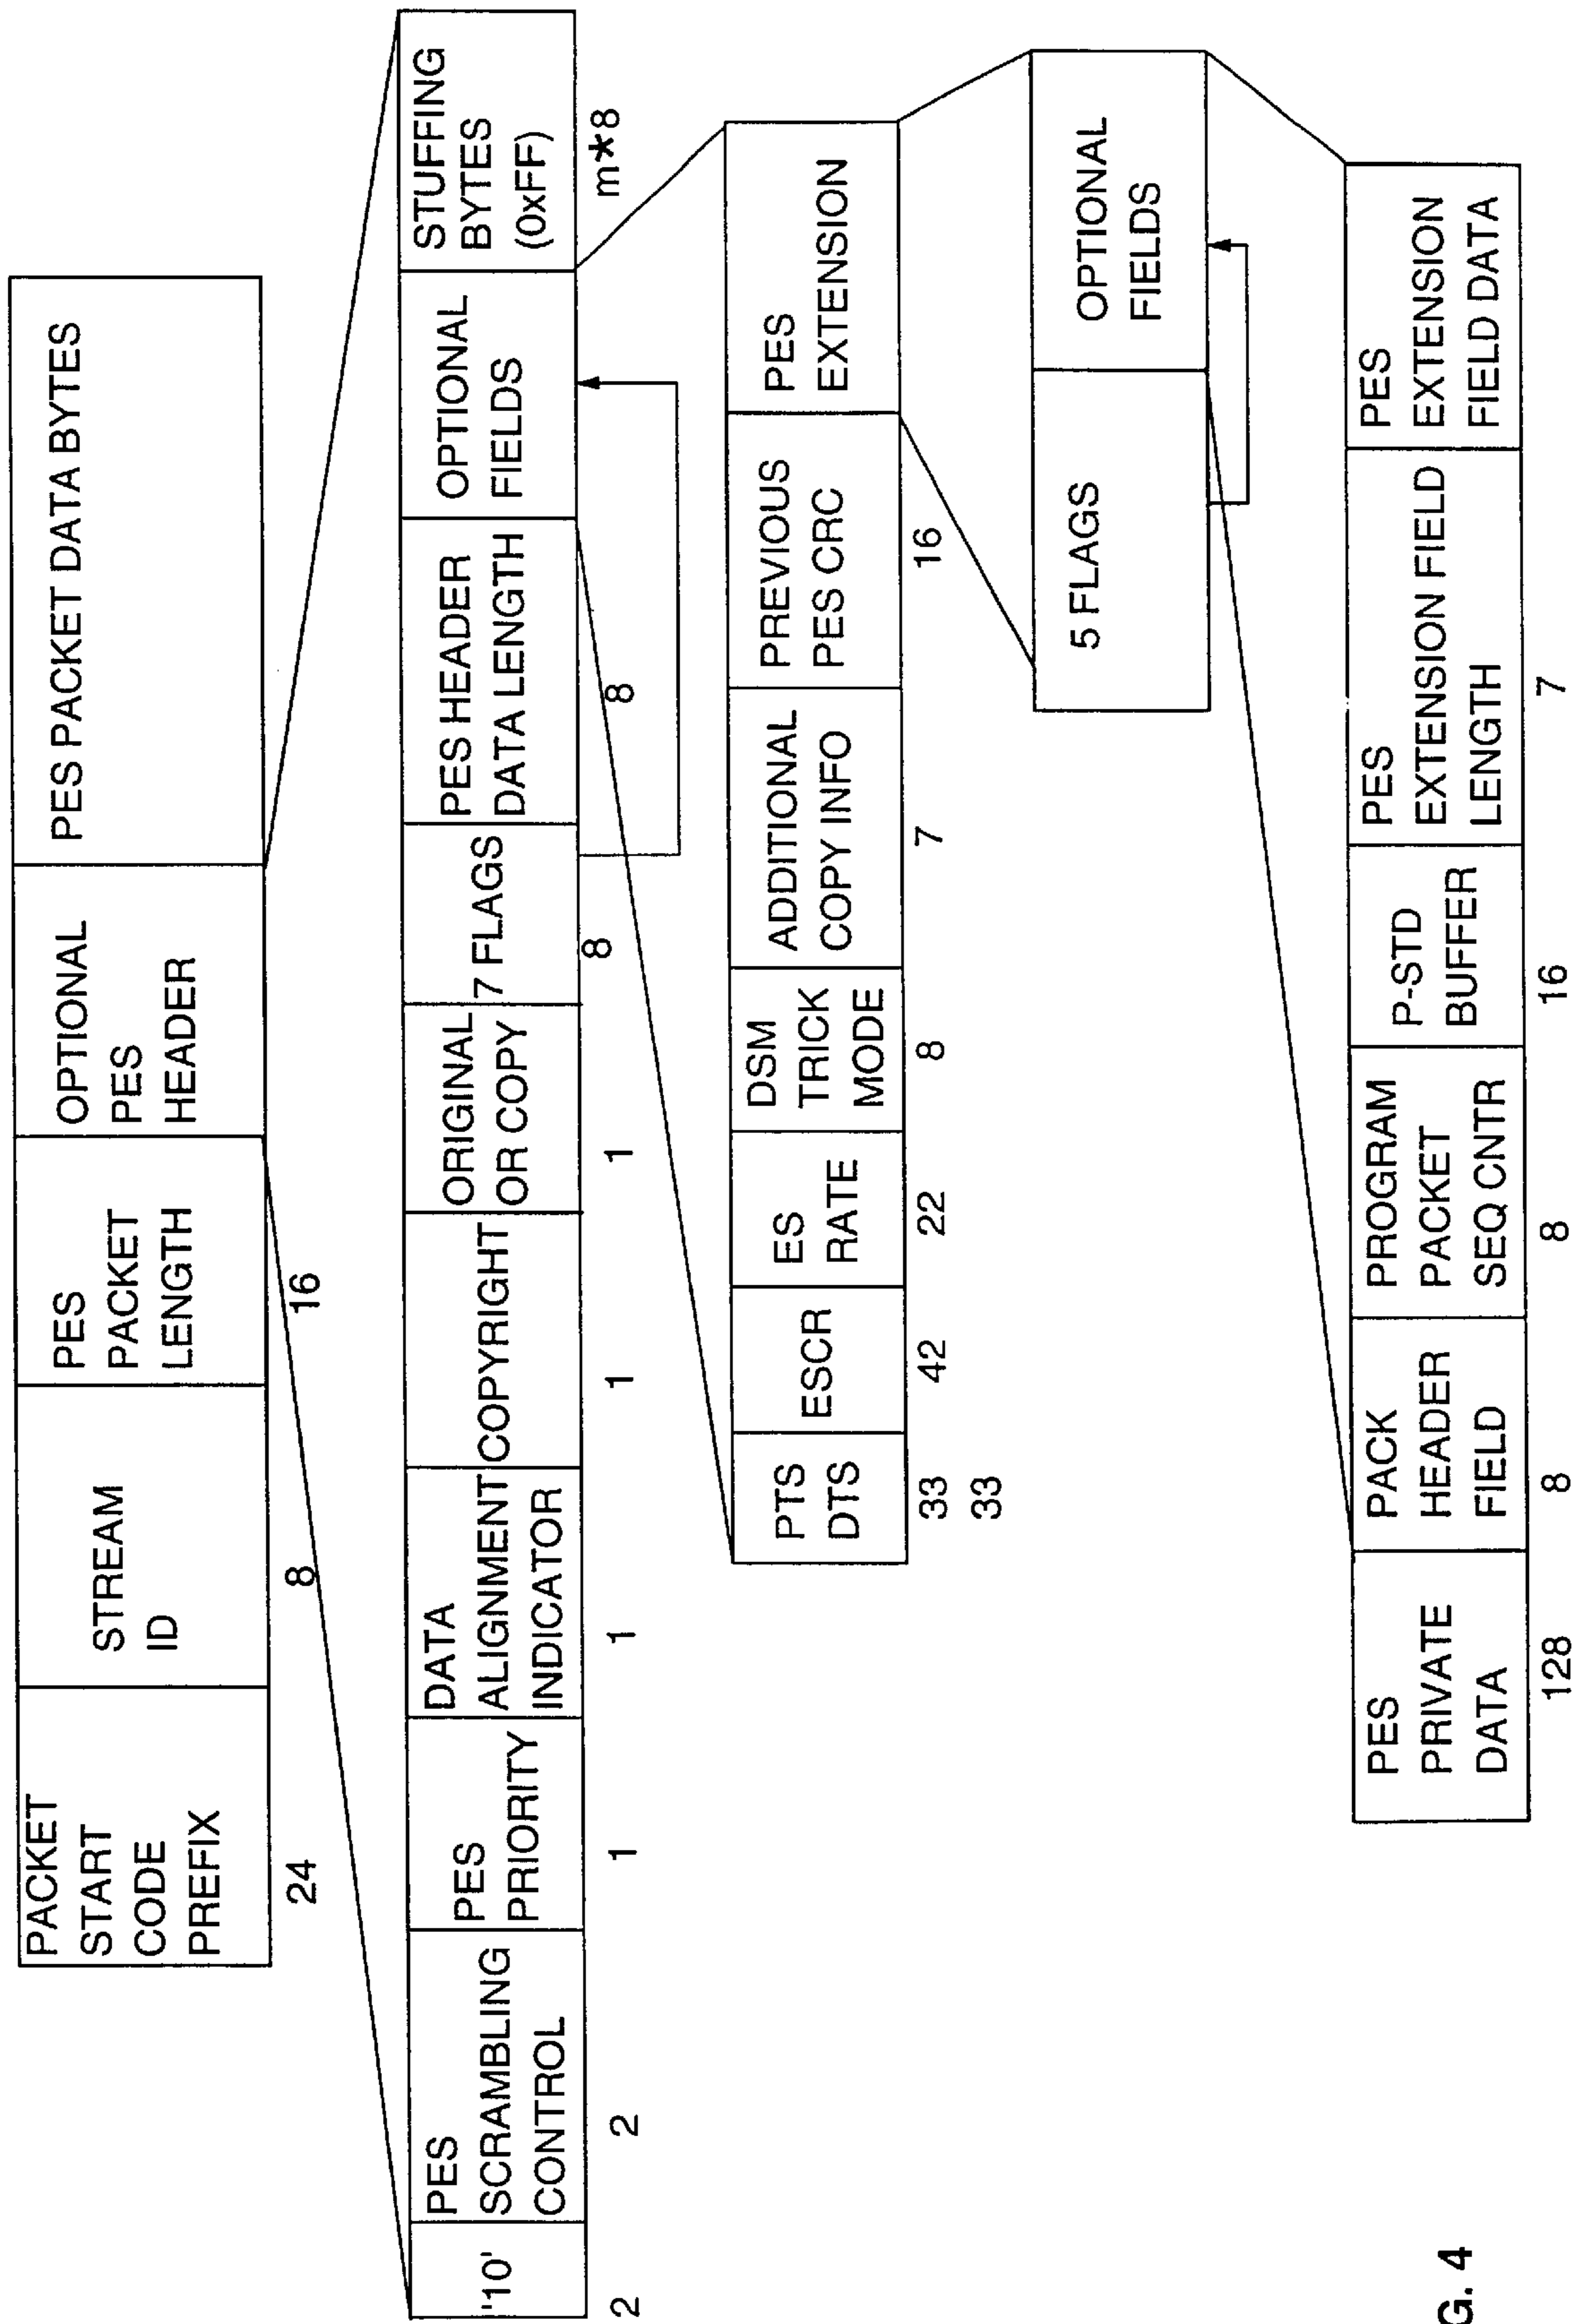 PACKET
START
CODE
PREFIX
STREAM
ID
PES
PACKET
LENGTH
OPTIONAL
PES
HEADER
PES PACKET DATA BYTES
24
8
16
'10'
PES
SCRAMBLING
CONTROL
PES
PRIORITY
DATA
ALIGNMENT
INDICATOR
COPYRIGHT
ORIGINAL
OR COPY
7 FLAGS
PES HEADER
DATA LENGTH
OPTIONAL
FIELDS
STUFFING
BYTES
(0xFF)
2
2
1
1
1
1
8
8
m*8
PTS
DTS
ESCR
ES
RATE
DSM
TRICK
MODE
ADDITIONAL
COPY INFO
PREVIOUS
PES CRC
PES
EXTENSION
33
33
42
22
8
7
16
5 FLAGS
OPTIONAL
FIELDS
PES
PRIVATE
DATA
PACK
HEADER
FIELD
PROGRAM
PACKET
SEQ CNTR
P-STD
BUFFER
PES
EXTENSION FIELD
LENGTH
PES
EXTENSION
FIELD DATA
128
8
8
16
7
G. 4